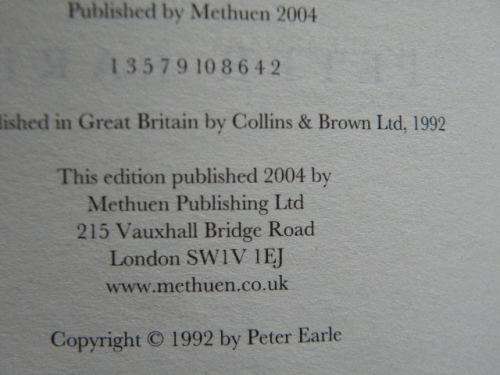 Published by Methuen 2004
1 3 5 7 9 10 8 6 4 2
lished in Great Britain by Collins & Brown Ltd, 1992
This edition published 2004 by
Methuen Publishing Ltd
215 Vauxhall Bridge Road
London SW1V 1EJ
www.methuen.co.uk
Copyright © 1992 by Peter Earle